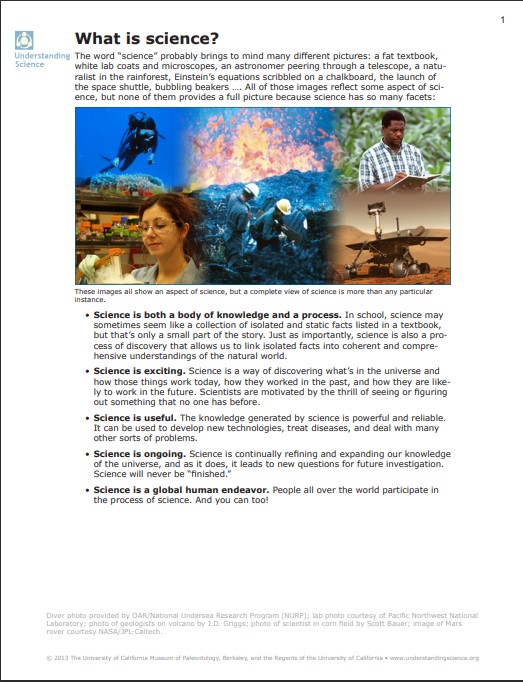 1
Understanding
Science
What is science?
The word “science” probably brings to mind many different pictures: a fat textbook,
white lab coats and microscopes, an astronomer peering through a telescope, a natu-
ralist in the rainforest, Einstein’s equations scribbled on a chalkboard, the launch of
the space shuttle, bubbling beakers .... All of those images reflect some aspect of sci-
ence, but none of them provides a full picture because science has so many facets:
These images all show an aspect of science, but a complete view of science is more than any particular
instance.
• Science is both a body of knowledge and a process. In school, science may
sometimes seem like a collection of isolated and static facts listed in a textbook,
but that’s only a small part of the story. Just as importantly, science is also a pro-
cess of discovery that allows us to link isolated facts into coherent and compre-
hensive understandings of the natural world.
• Science is exciting. Science is a way of discovering what’s in the universe and
how those things work today, how they worked in the past, and how they are like-
ly to work in the future. Scientists are motivated by the thrill of seeing or figuring
out something that no one has before.
• Science is useful. The knowledge generated by science is powerful and reliable.
It can be used to develop new technologies, treat diseases, and deal with many
other sorts of problems.
• Science is ongoing. Science is continually refining and expanding our knowledge
of the universe, and as it does, it leads to new questions for future investigation.
Science will never be “finished.”
• Science is a global human endeavor. People all over the world participate in
the process of science. And you can too!
Diver photo provided by OAR/National Undersea Research Program (NURP); lab photo courtesy of Pacific Northwest National
Laboratory; photo of geologists on volcano by J.D. Griggs; photo of scientist in corn field by Scott Bauer; image of Mars
rover courtesy NASA/JPL-Caltech.
© 2013 The University of California Museum of Paleontology, Berkeley, and the Regents of the University of California • www.understandingscience.org